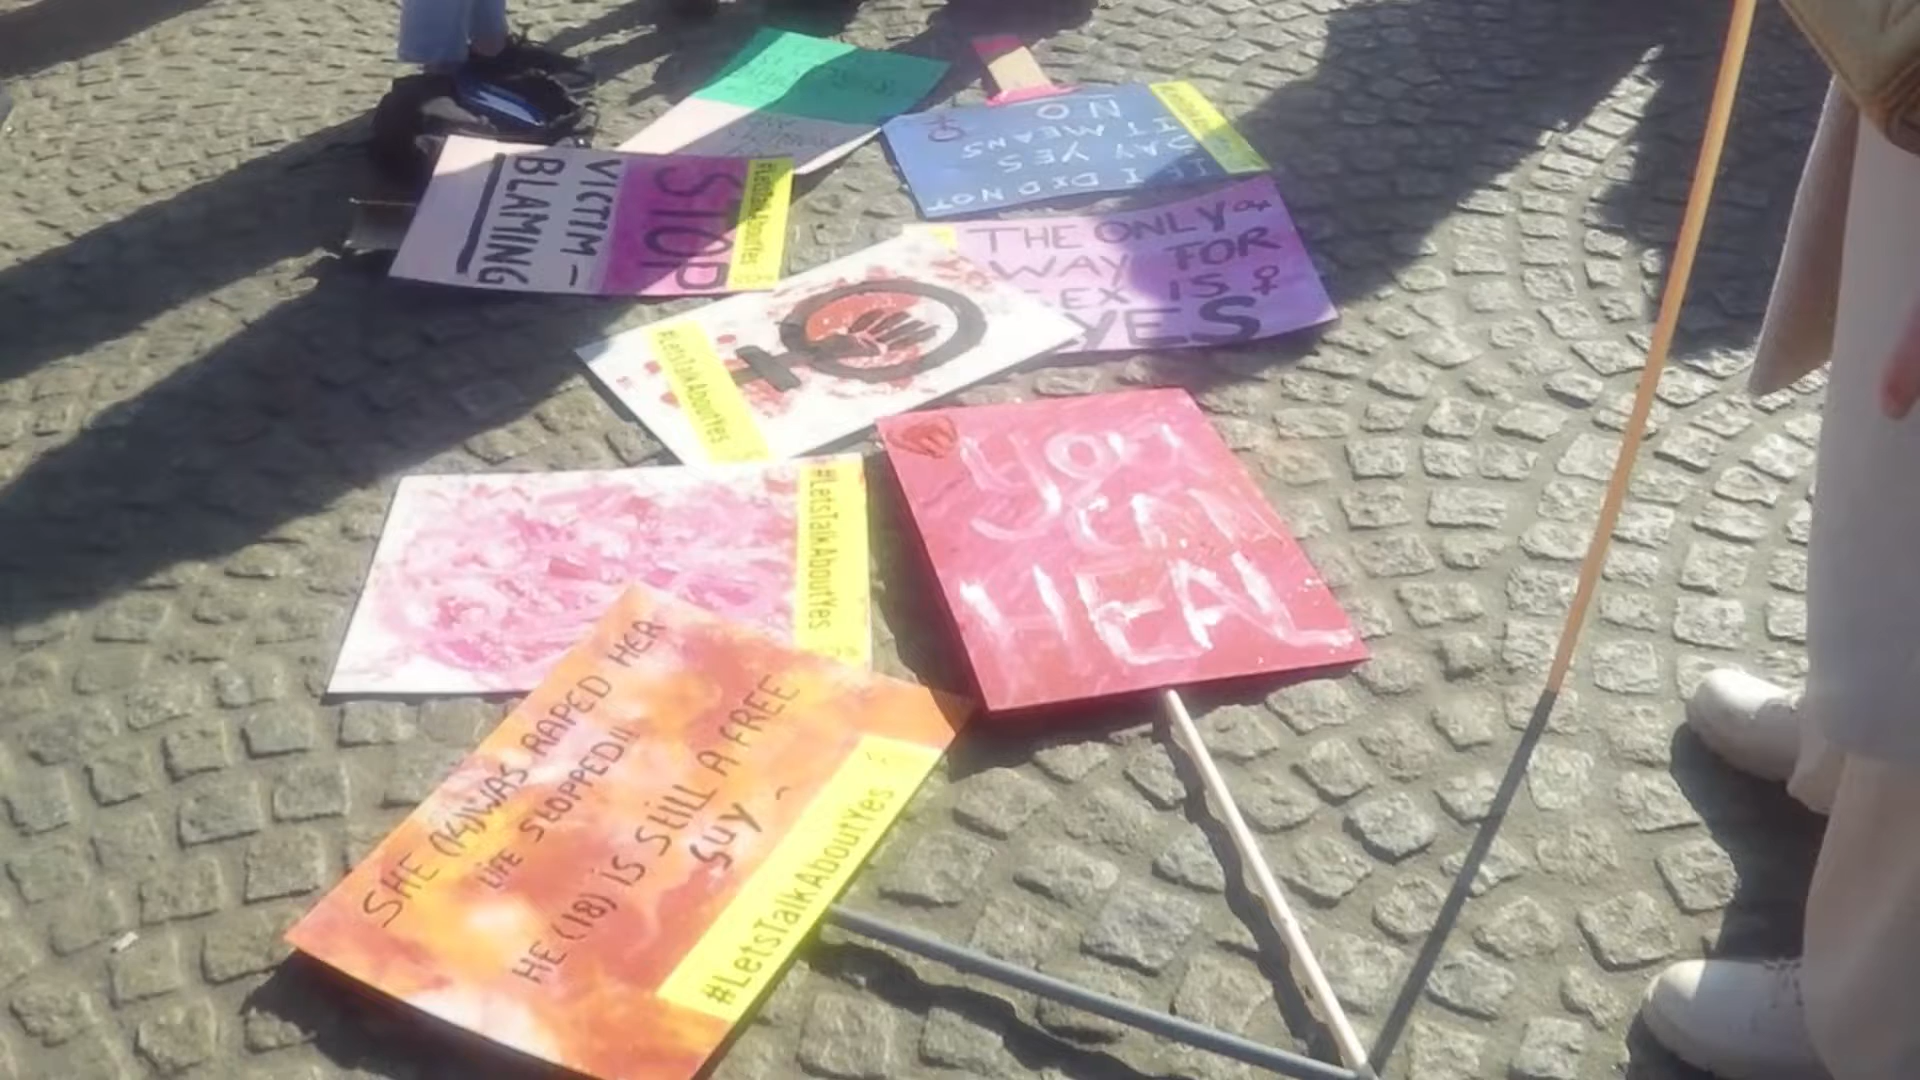 #LetsTalkAboutYes
STOP
VICTIM -
BLAMING
IF I DID NOT
SAY YES
IT MEANS
NO
THE ONLY
WAY FOR
SEX IS
YES
#LetsTalkAboutYes
YOU
CAN
HEAL
#LetsTalkAboutYes
SHE (14) WAS RAPED HER
LIFE STOPPED!!
HE (18) IS STILL A FREE
GUY
#LetsTalkAboutYes